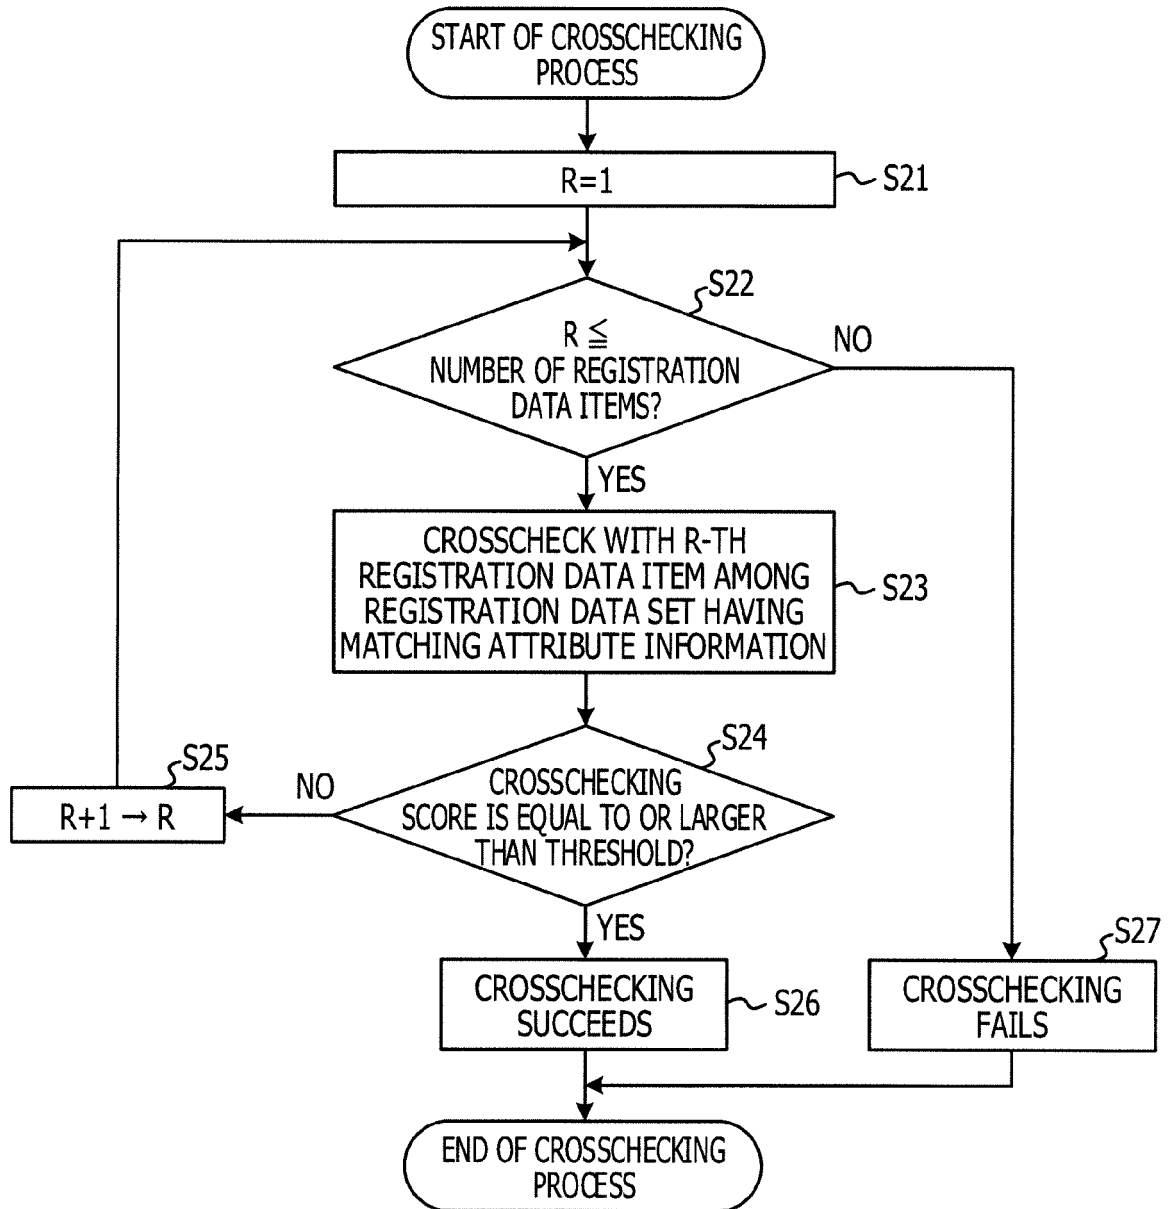 START OF CROSSCHECKING
PROCESS
R=1
S21
S22
R ≦
NUMBER OF REGISTRATION
DATA ITEMS?
NO
YES
CROSSCHECK WITH R-TH
REGISTRATION DATA ITEM AMONG
REGISTRATION DATA SET HAVING
MATCHING ATTRIBUTE INFORMATION
S23
S24
CROSSCHECKING
SCORE IS EQUAL TO OR LARGER
THAN THRESHOLD?
NO
S25
R+1 → R
YES
CROSSCHECKING
SUCCEEDS
S26
S27
CROSSCHECKING
FAILS
END OF CROSSCHECKING
PROCESS